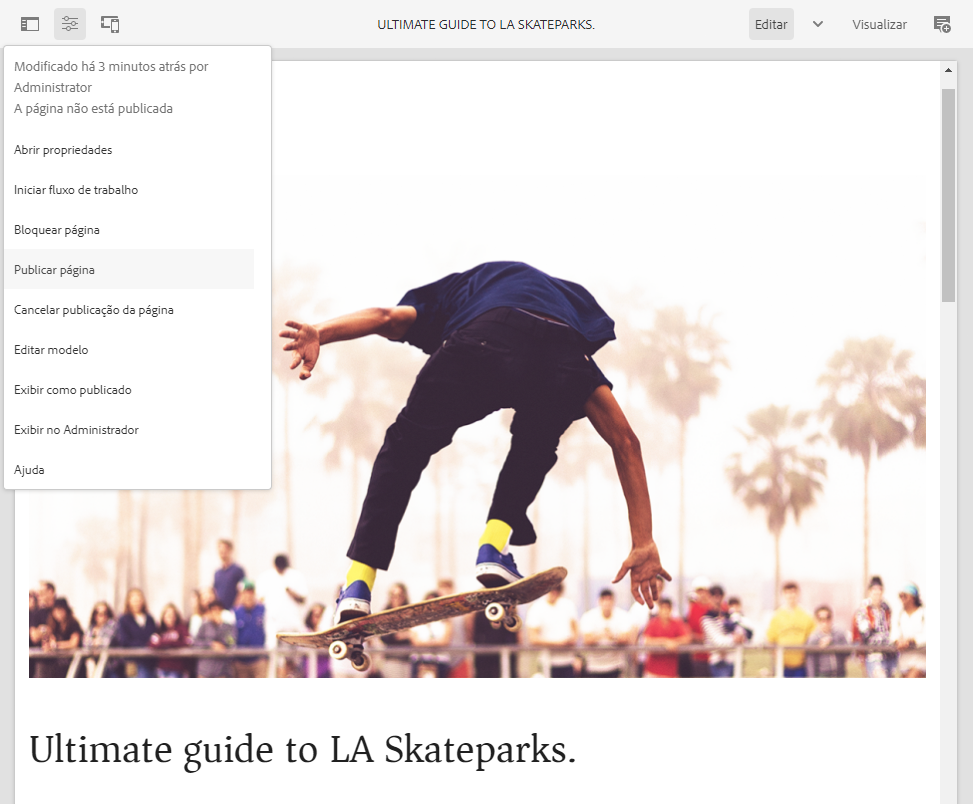 ULTIMATE GUIDE TO LA SKATEPARKS.
Editar
Visualizar
Modificado há 3 minutos atrás por
Administrator
A página não está publicada
Abrir propriedades
Iniciar fluxo de trabalho
Bloquear página
Publicar página
Cancelar publicação da página
Editar modelo
Exibir como publicado
Exibir no Administrador
Ajuda
Ultimate guide to LA Skateparks.